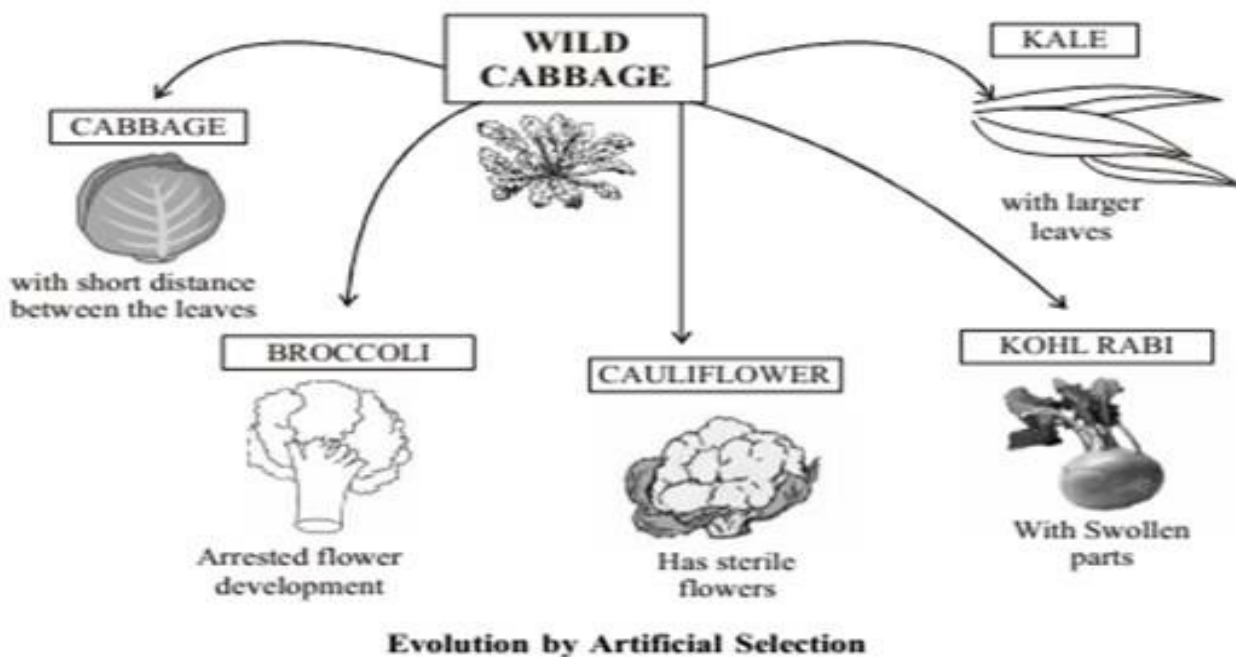 WILD
CABBAGE
KALE
CABBAGE
with larger
leaves
with short distance
between the leaves
BROCCOLI
CAULIFLOWER
KOHL RABI
Arrested flower
development
Has sterile
flowers
With Swollen
parts
Evolution by Artificial Selection